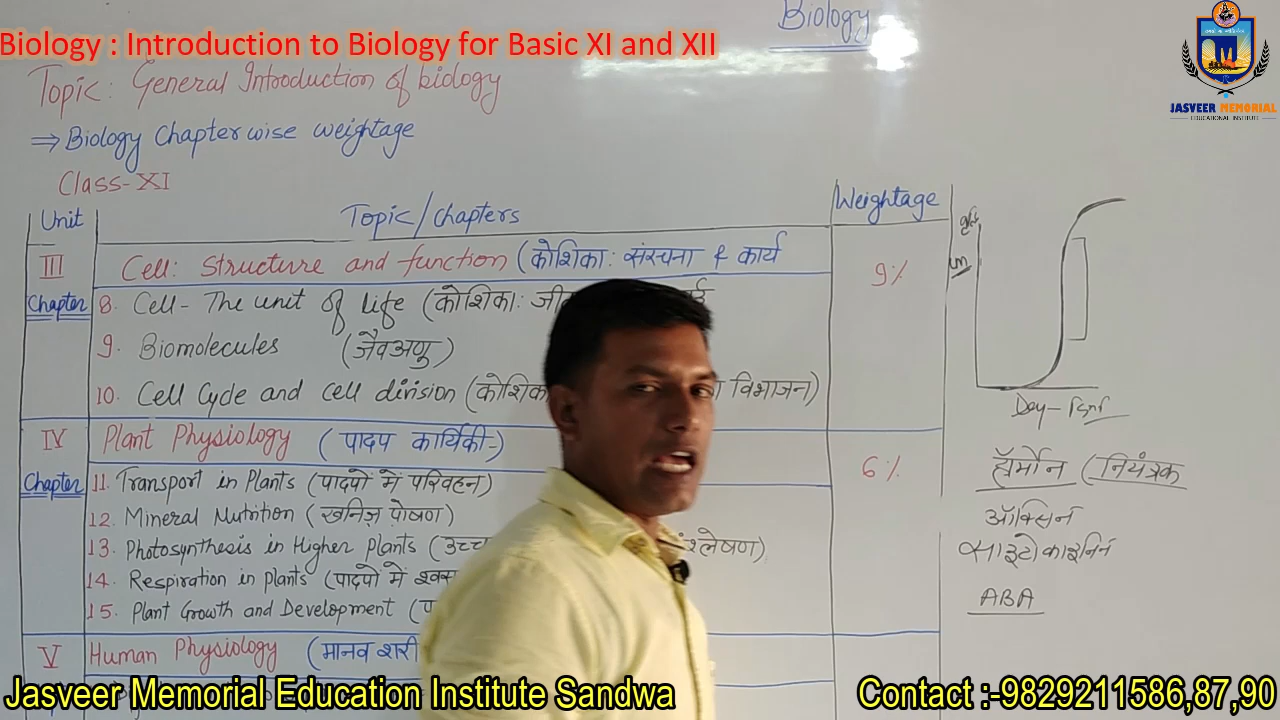 Biology
Biology : Introduction to Biology for Basic XI and XII
JASVEER MEMORIAL
EDUCATIONAL INSTITUTE
Topic: General Introduction of biology
⇒ Biology Chapterwise weightage
Class-XI
Unit Topic/chapters Weightage
III Cell: Structure and function (कोशिका: संरचना & कार्य 9%
Chapter 8. Cell- The unit of life (कोशिका:
9. Biomolecules (जैवअणु)
10. Cell Cycle and cell division ( विभाजन)
IV Plant Physiology (पादप कार्यिकी-) 6%
Chapter 11. Transport in Plants (पादपों में परिवहन)
12. Mineral Nutrition (खनिज पोषण)
13. Photosynthesis in Higher Plants (उच्च
14. Respiration in plants (पादपों में
15. Plant Growth and Development (
V Human Physiology (मानव
Day-दिन
हॉर्मोन (नियंत्रक
ऑक्सिन
साइटोकाइनिन
ABA
Jasveer Memorial Education Institute Sandwa
Contact :-9829211586,87,90